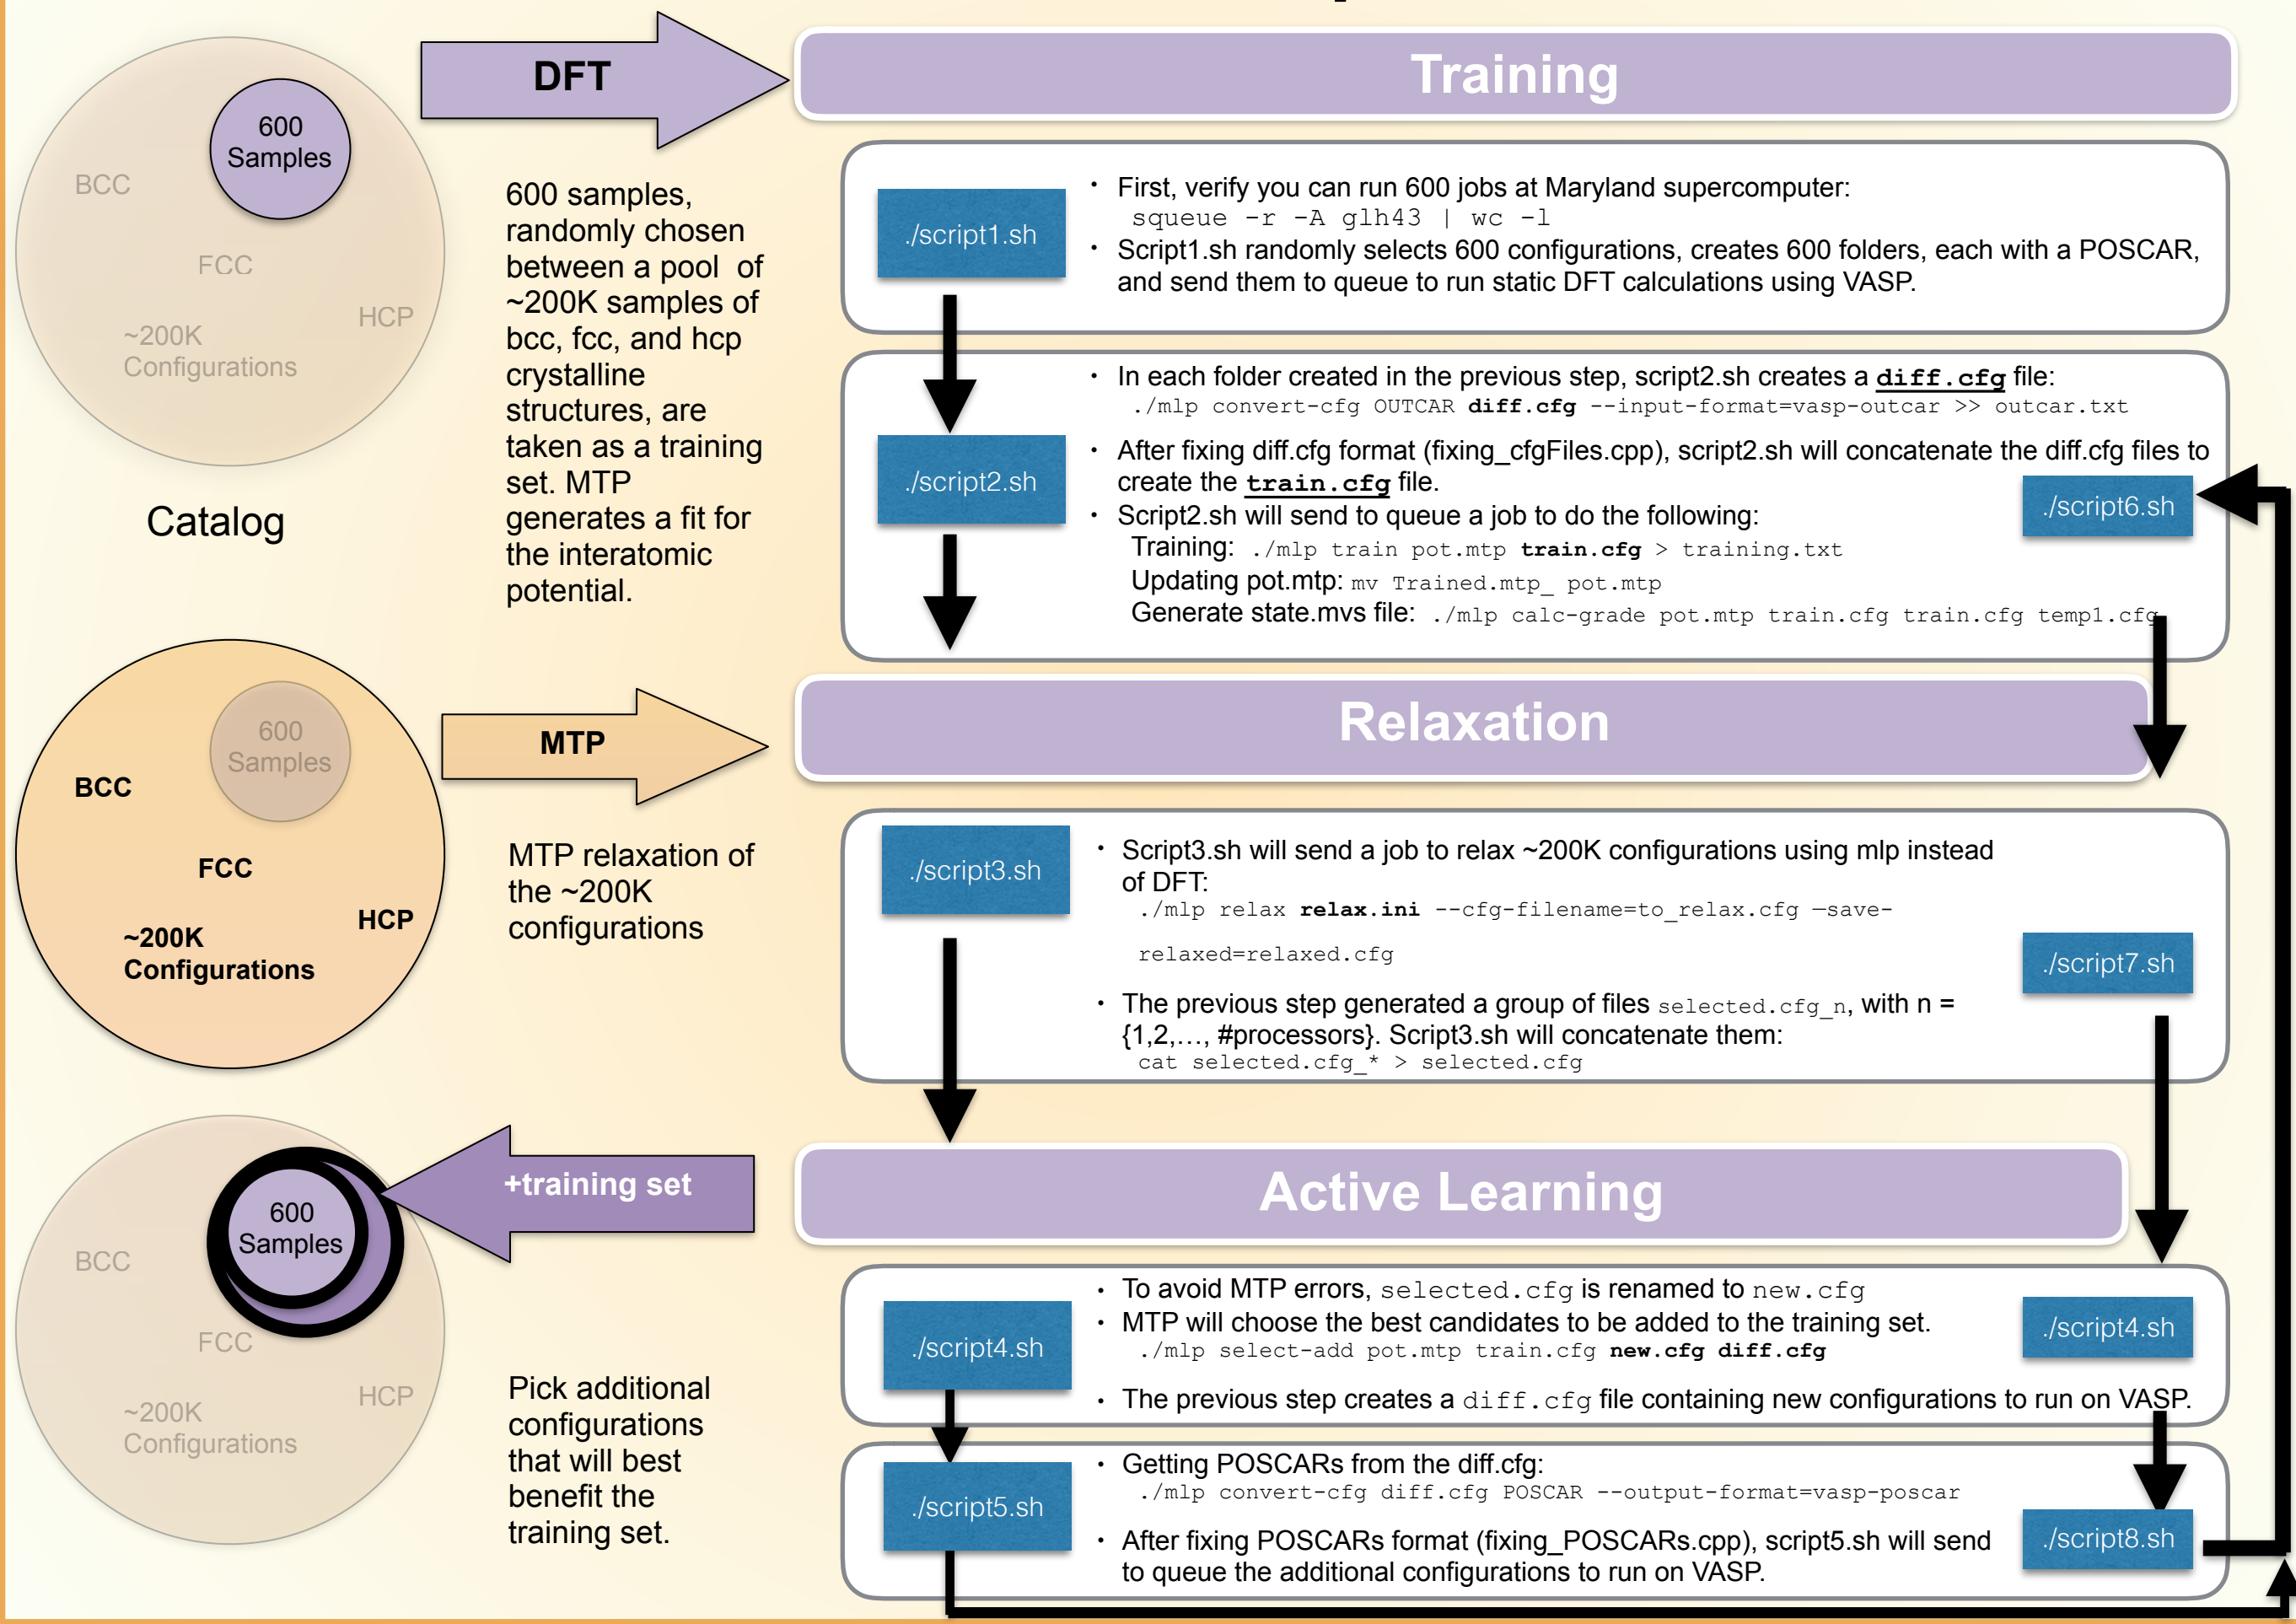 DFT
Training
600
Samples
BCC
FCC
HCP
~200K
Configurations
Catalog
600 samples,
randomly chosen
between a pool of
~200K samples of
bcc, fcc, and hcp
crystalline
structures, are
taken as a training
set. MTP
generates a fit for
the interatomic
potential.
./script1.sh
• First, verify you can run 600 jobs at Maryland supercomputer:
squeue -r -A glh43 | wc -l
• Script1.sh randomly selects 600 configurations, creates 600 folders, each with a POSCAR,
and send them to queue to run static DFT calculations using VASP.
./script2.sh
• In each folder created in the previous step, script2.sh creates a diff.cfg file:
./mlp convert-cfg OUTCAR diff.cfg --input-format=vasp-outcar >> outcar.txt
• After fixing diff.cfg format (fixing_cfgFiles.cpp), script2.sh will concatenate the diff.cfg files to
create the train.cfg file.
• Script2.sh will send to queue a job to do the following:
Training: ./mlp train pot.mtp train.cfg > training.txt
Updating pot.mtp: mv Trained.mtp_ pot.mtp
Generate state.mvs file: ./mlp calc-grade pot.mtp train.cfg train.cfg temp1.cfg
./script6.sh
600
Samples
BCC
FCC
HCP
~200K
Configurations
MTP
Relaxation
MTP relaxation of
the ~200K
configurations
./script3.sh
• Script3.sh will send a job to relax ~200K configurations using mlp instead
of DFT:
./mlp relax relax.ini --cfg-filename=to_relax.cfg —save-
relaxed=relaxed.cfg
• The previous step generated a group of files selected.cfg_n, with n =
{1,2,…, #processors}. Script3.sh will concatenate them:
cat selected.cfg_* > selected.cfg
./script7.sh
600
Samples
BCC
FCC
HCP
~200K
Configurations
+training set
Active Learning
Pick additional
configurations
that will best
benefit the
training set.
./script4.sh
• To avoid MTP errors, selected.cfg is renamed to new.cfg
• MTP will choose the best candidates to be added to the training set.
./mlp select-add pot.mtp train.cfg new.cfg diff.cfg
• The previous step creates a diff.cfg file containing new configurations to run on VASP.
./script4.sh
./script5.sh
• Getting POSCARs from the diff.cfg:
./mlp convert-cfg diff.cfg POSCAR --output-format=vasp-poscar
• After fixing POSCARs format (fixing_POSCARs.cpp), script5.sh will send
to queue the additional configurations to run on VASP.
./script8.sh